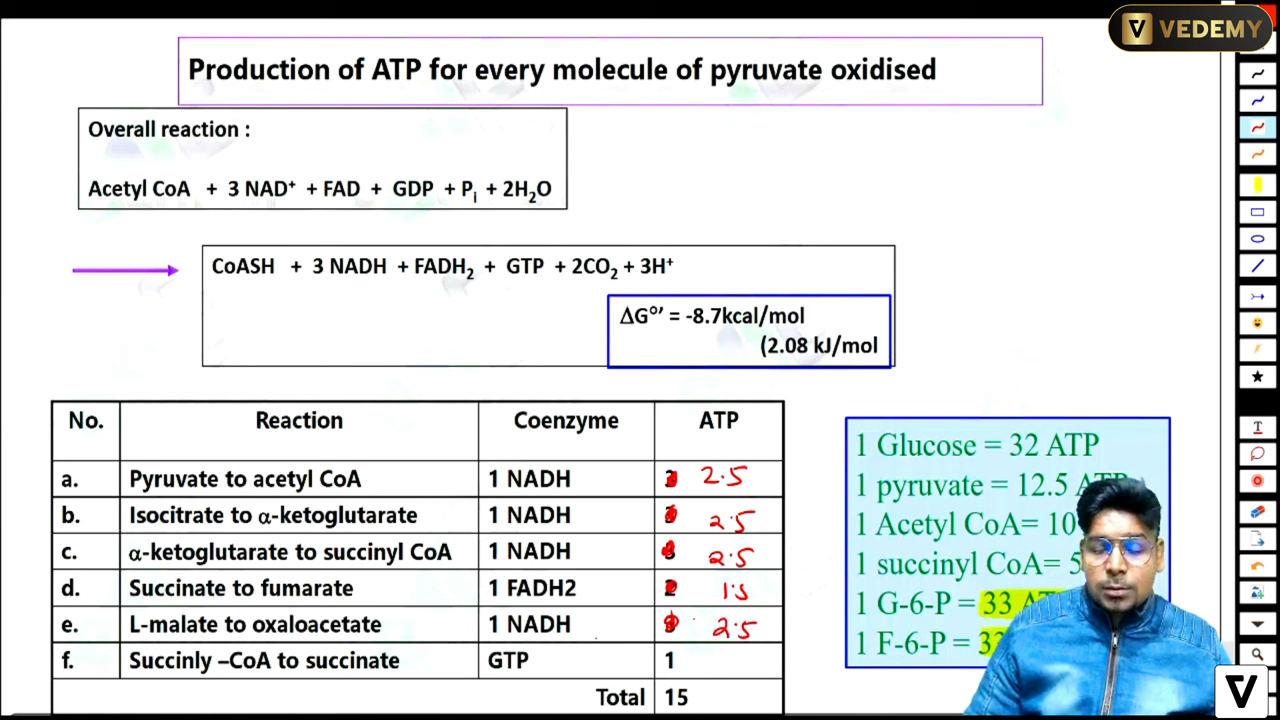 VEDEMY
Production of ATP for every molecule of pyruvate oxidised
Overall reaction :
Acetyl CoA + 3 NAD⁺ + FAD + GDP + Pᵢ + 2H₂O
CoASH + 3 NADH + FADH₂ + GTP + 2CO₂ + 3H⁺
ΔG°′ = -8.7kcal/mol
(2.08 kJ/mol
No. Reaction Coenzyme ATP
a. Pyruvate to acetyl CoA 1 NADH 2.5
b. Isocitrate to α-ketoglutarate 1 NADH 2.5
c. α-ketoglutarate to succinyl CoA 1 NADH 2.5
d. Succinate to fumarate 1 FADH2 1.5
e. L-malate to oxaloacetate 1 NADH 2.5
f. Succinly –CoA to succinate GTP 1
Total 15
1 Glucose = 32 ATP
1 pyruvate = 12.5 ATP
1 Acetyl CoA= 10
1 succinyl CoA= 5
1 G-6-P = 33 AT
1 F-6-P = 33